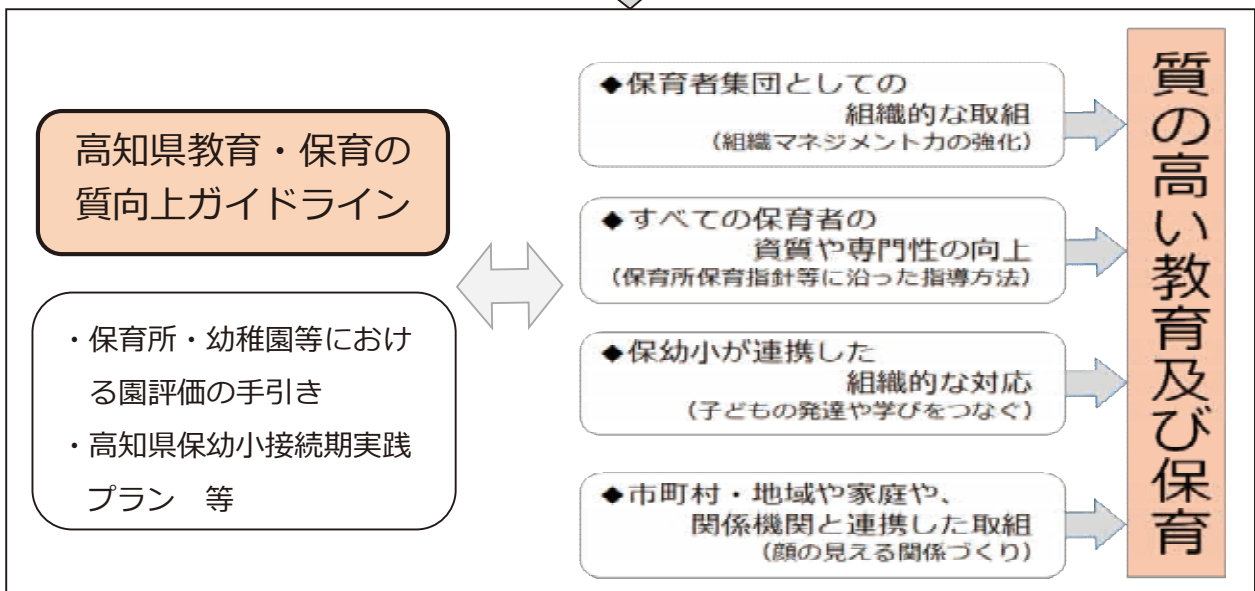 高知県教育・保育の
質向上ガイドライン
・保育所・幼稚園等におけ
る園評価の手引き
・高知県保幼小接続期実践
プラン　等
◆保育者集団としての
組織的な取組
（組織マネジメント力の強化）
◆すべての保育者の
資質や専門性の向上
（保育所保育指針等に沿った指導方法）
◆保幼小が連携した
組織的な対応
（子どもの発達や学びをつなぐ）
◆市町村・地域や家庭や、
関係機関と連携した取組
（顔の見える関係づくり）
質の高い教育及び保育